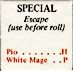 SPECIAL
Escape
(use before roll)
Pio .......H
White Mage ..P